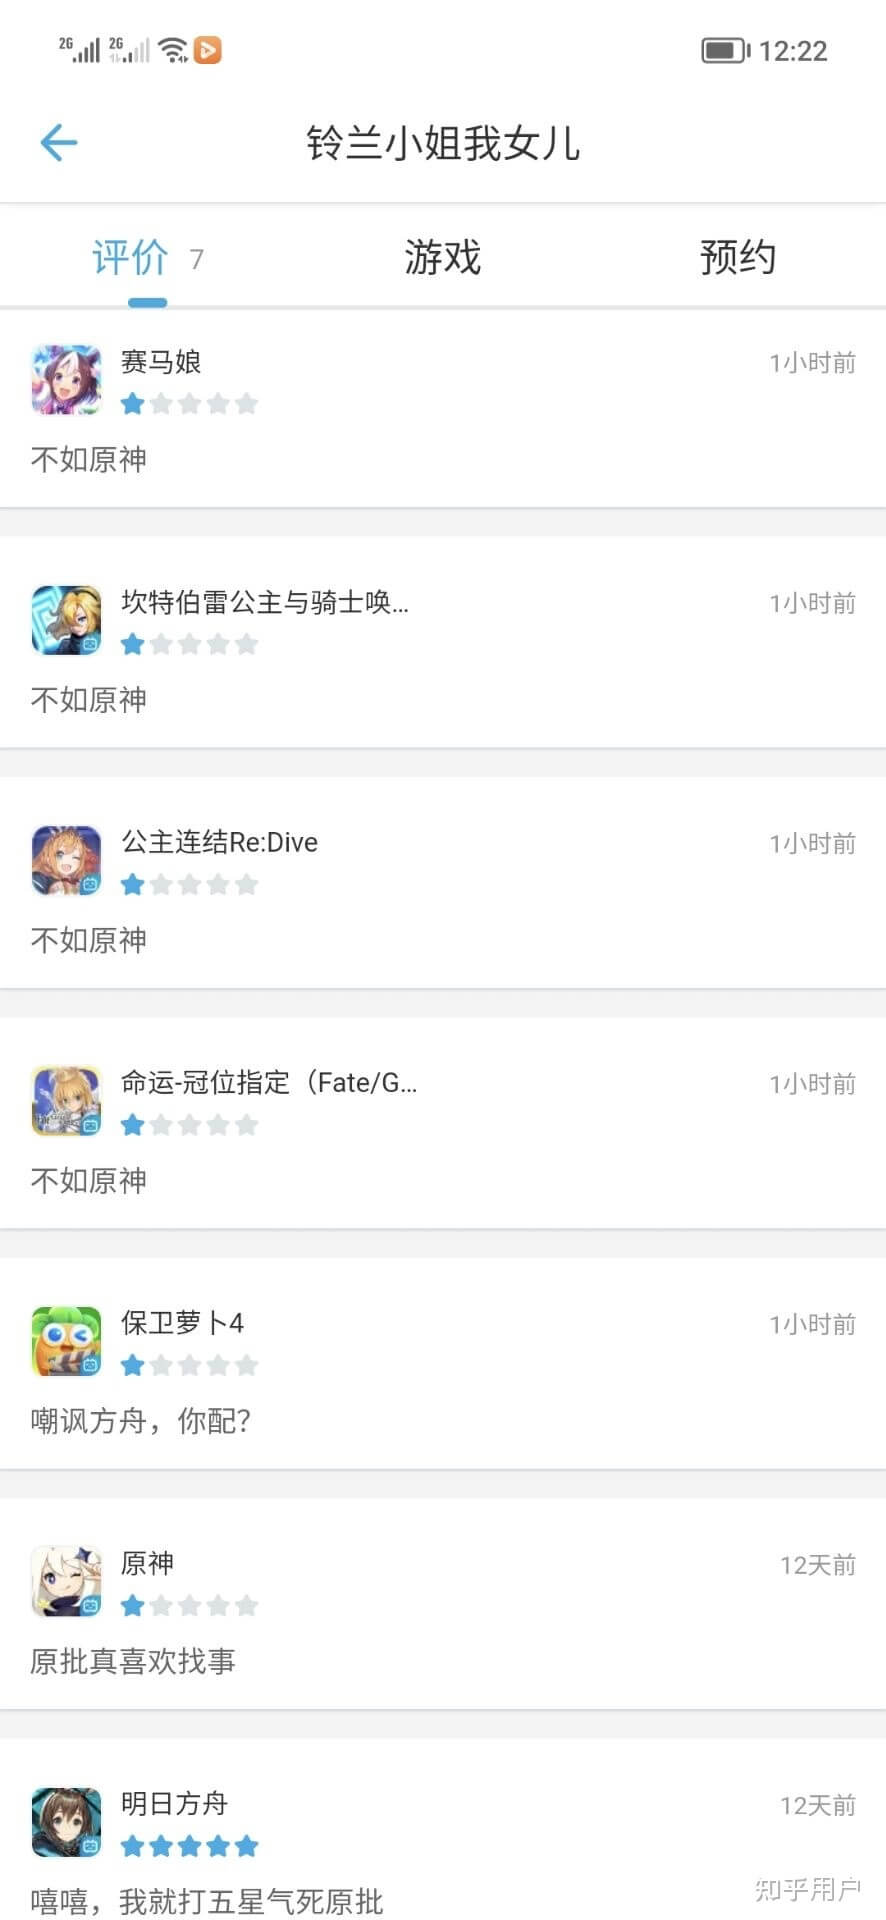 2G 2G 12:22
铃兰小姐我女儿
评价 7 游戏 预约
赛马娘 1小时前
不如原神
坎特伯雷公主与骑士唤... 1小时前
不如原神
公主连结Re:Dive 1小时前
不如原神
命运-冠位指定（Fate/G... 1小时前
不如原神
保卫萝卜4 1小时前
嘲讽方舟，你配？
原神 12天前
原批真喜欢找事
明日方舟 12天前
嘻嘻，我就打五星气死原批
知乎用户